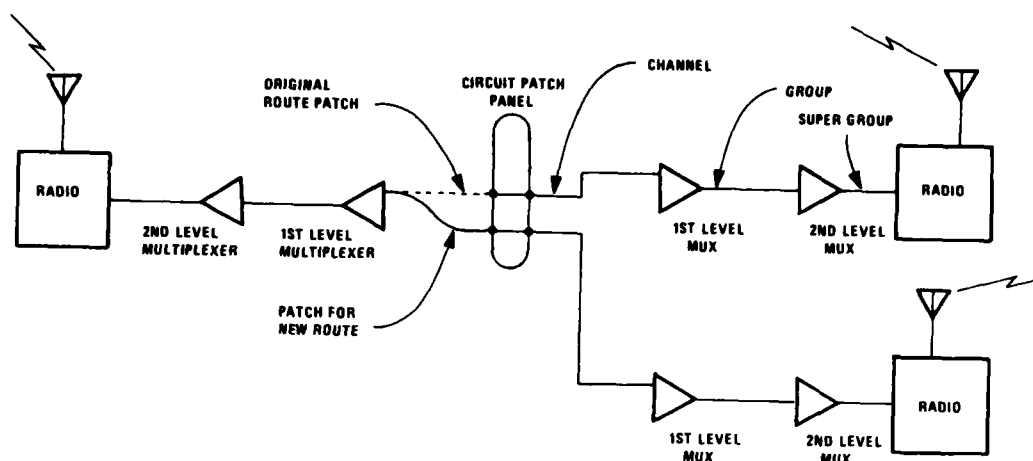 ORIGINAL
ROUTE PATCH
CIRCUIT PATCH
PANEL
CHANNEL
GROUP
SUPER GROUP
RADIO
2ND LEVEL
MULTIPLEXER
1ST LEVEL
MULTIPLEXER
PATCH FOR
NEW ROUTE
1ST LEVEL
MUX
2ND LEVEL
MUX
RADIO
1ST LEVEL
MUX
2ND LEVEL
MUX
RADIO